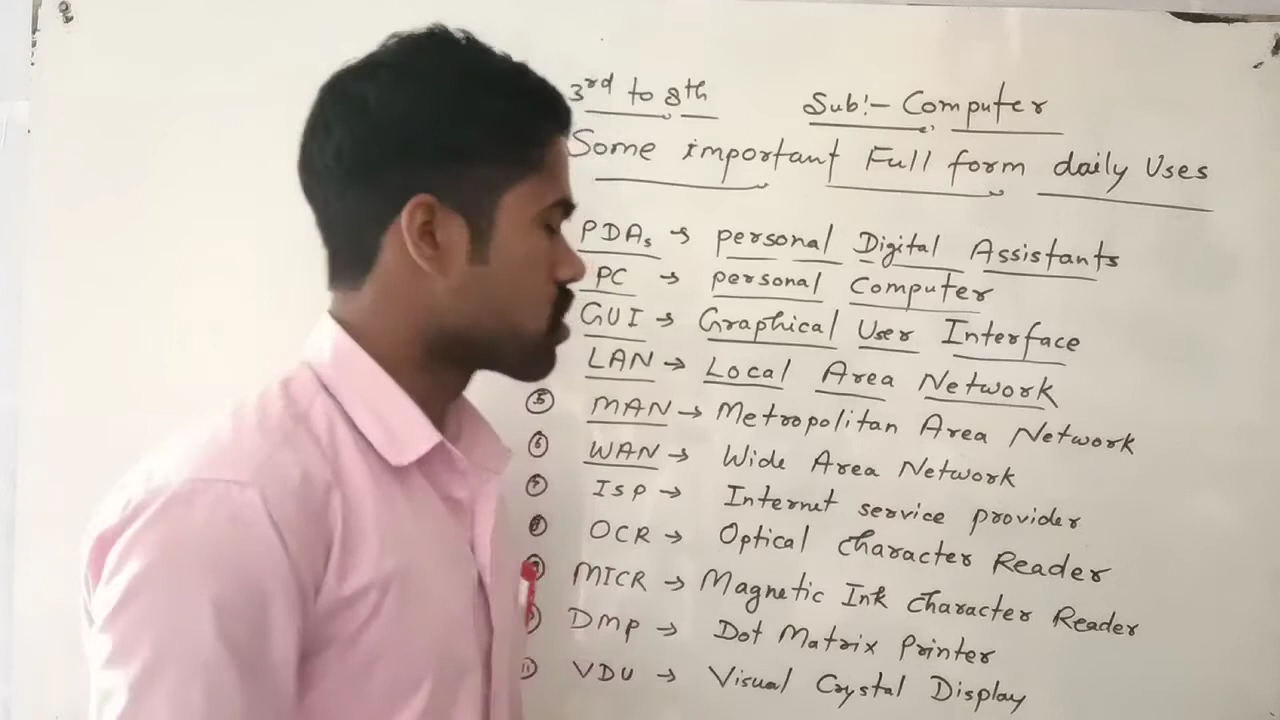 3rd to 8th Sub:- Computer
Some important Full form daily Uses
PDAs → personal Digital Assistants
PC → personal Computer
GUI → Graphical User Interface
LAN → Local Area Network
⑤ MAN → Metropolitan Area Network
⑥ WAN → Wide Area Network
⑦ ISP → Internet service provider
⑧ OCR → Optical character Reader
⑨ MICR → Magnetic Ink character Reader
DMP → Dot Matrix Printer
⑪ VDU → Visual Crystal Display